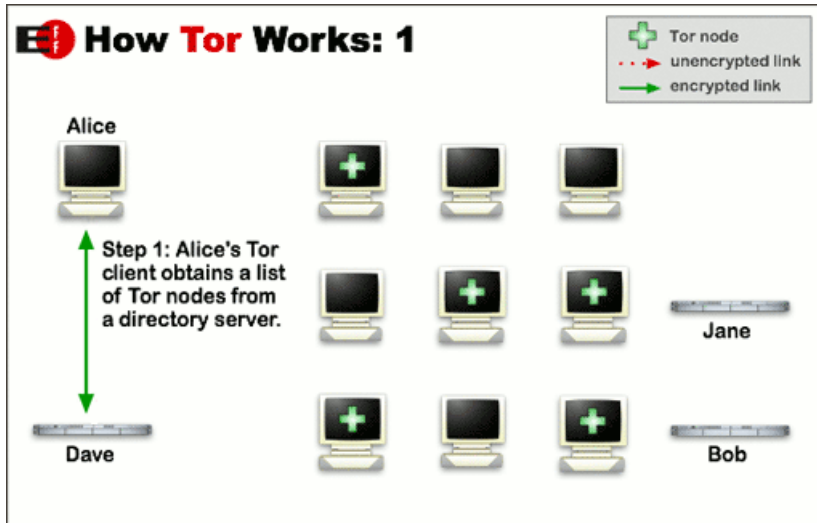 EFF How Tor Works: 1
Tor node
unencrypted link
encrypted link
Alice
Step 1: Alice's Tor
client obtains a list
of Tor nodes from
a directory server.
Jane
Dave
Bob